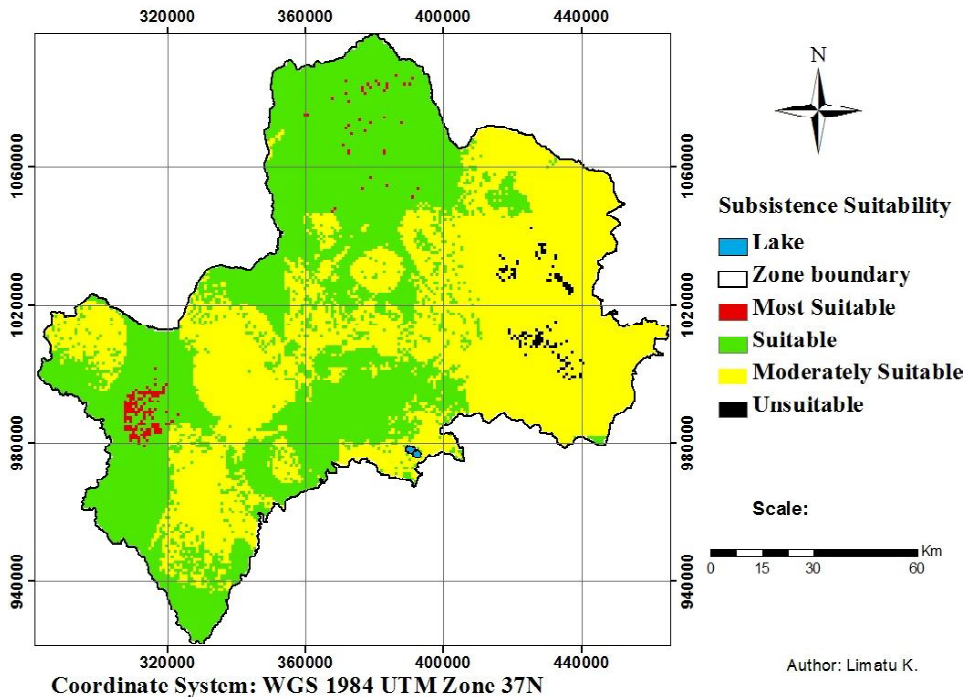 320000 360000 400000 440000
N
1060000 1060000
Subsistence Suitability
Lake
Zone boundary
1020000 1020000
Most Suitable
Suitable
Moderately Suitable
Unsuitable
980000 980000
Scale:
Km
0 15 30 60
940000 940000
320000 360000 400000 440000
Author: Limatu K.
Coordinate System: WGS 1984 UTM Zone 37N